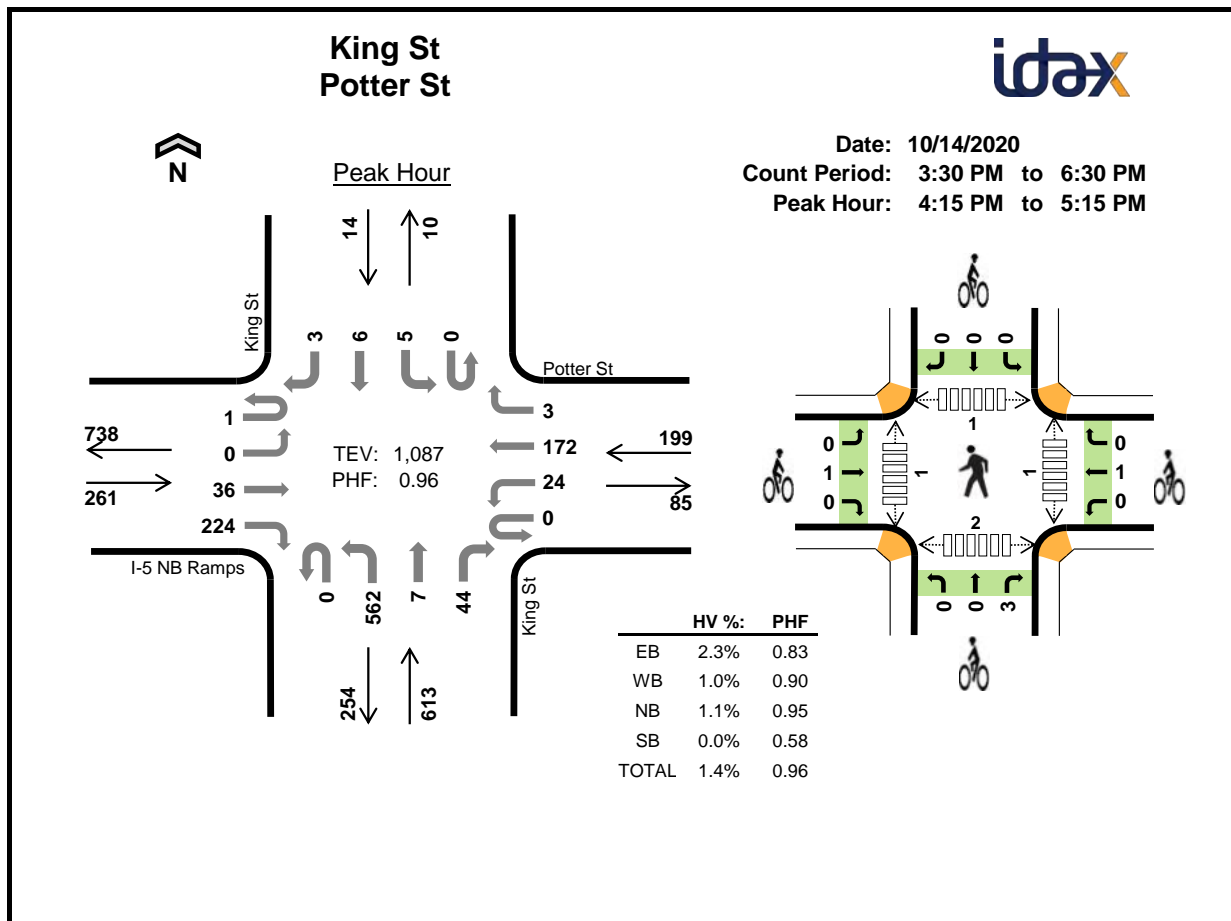 King St
Potter St
idax
N
Peak Hour
Date: 10/14/2020
Count Period: 3:30 PM to 6:30 PM
Peak Hour: 4:15 PM to 5:15 PM
14
10
King St
3
6
5
0
Potter St
738
261
1
0
36
224
TEV: 1,087
PHF: 0.96
3
172
24
0
199
85
I-5 NB Ramps
0
562
7
44
King St
254
613
HV %: PHF
EB 2.3% 0.83
WB 1.0% 0.90
NB 1.1% 0.95
SB 0.0% 0.58
TOTAL 1.4% 0.96
0
0
0
1
0
1
0
1
1
0
1
0
2
0
0
3